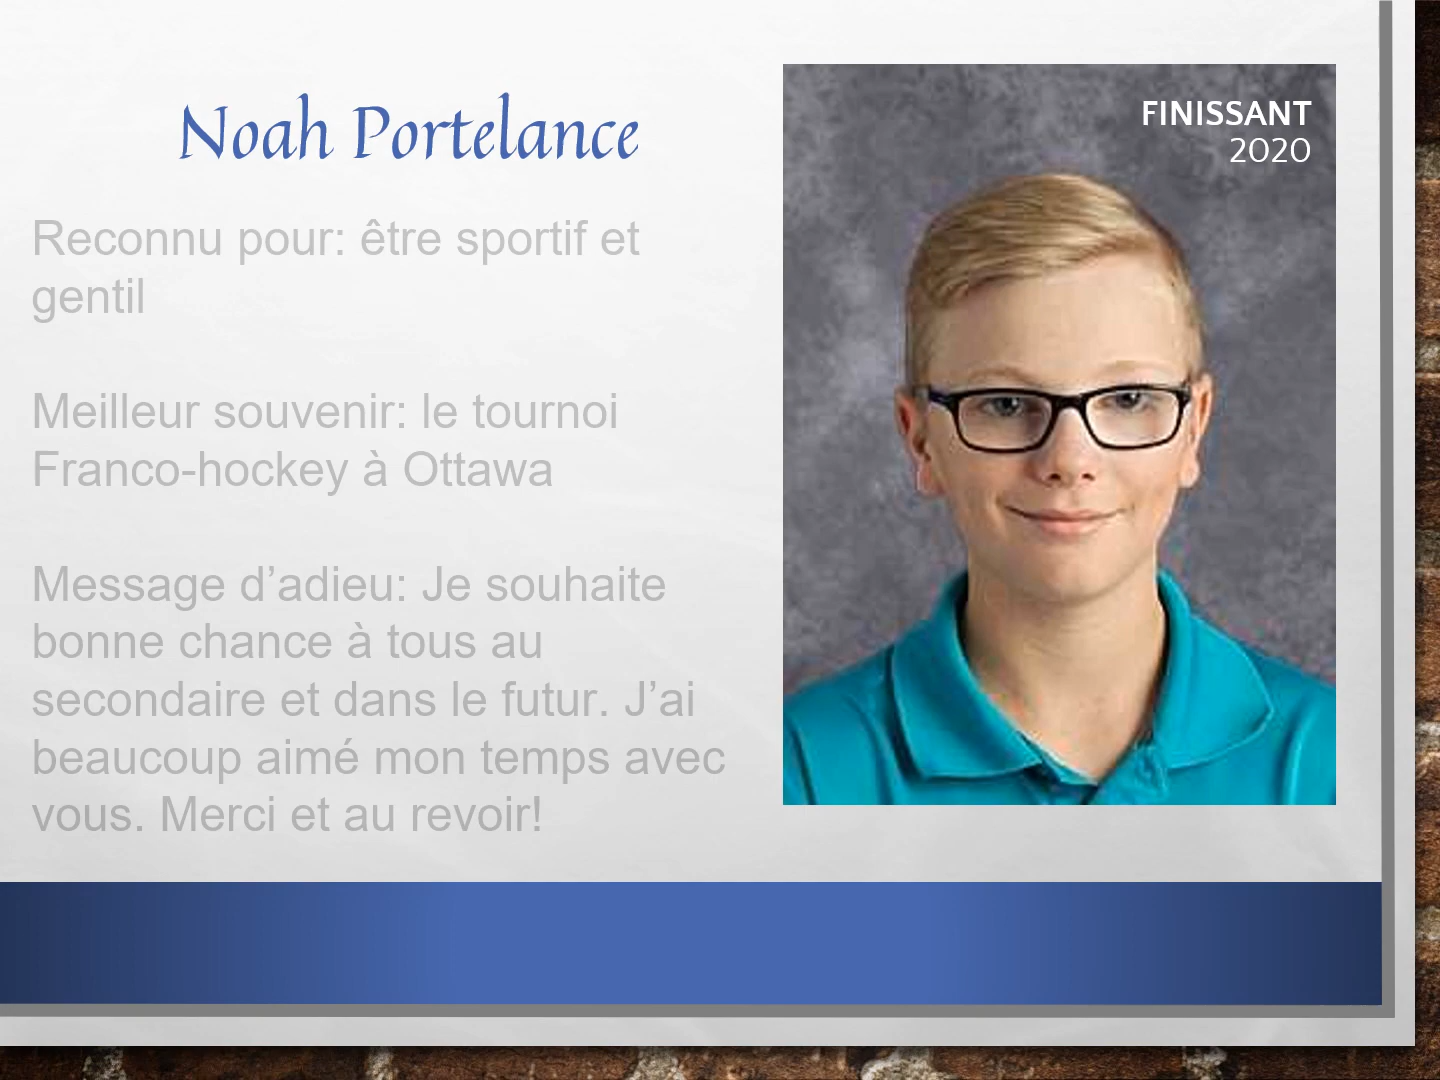 Noah Portelance
Reconnu pour: être sportif et
gentil
Meilleur souvenir: le tournoi
Franco-hockey à Ottawa
Message d’adieu: Je souhaite
bonne chance à tous au
secondaire et dans le futur. J’ai
beaucoup aimé mon temps avec
vous. Merci et au revoir!
FINISSANT
2020